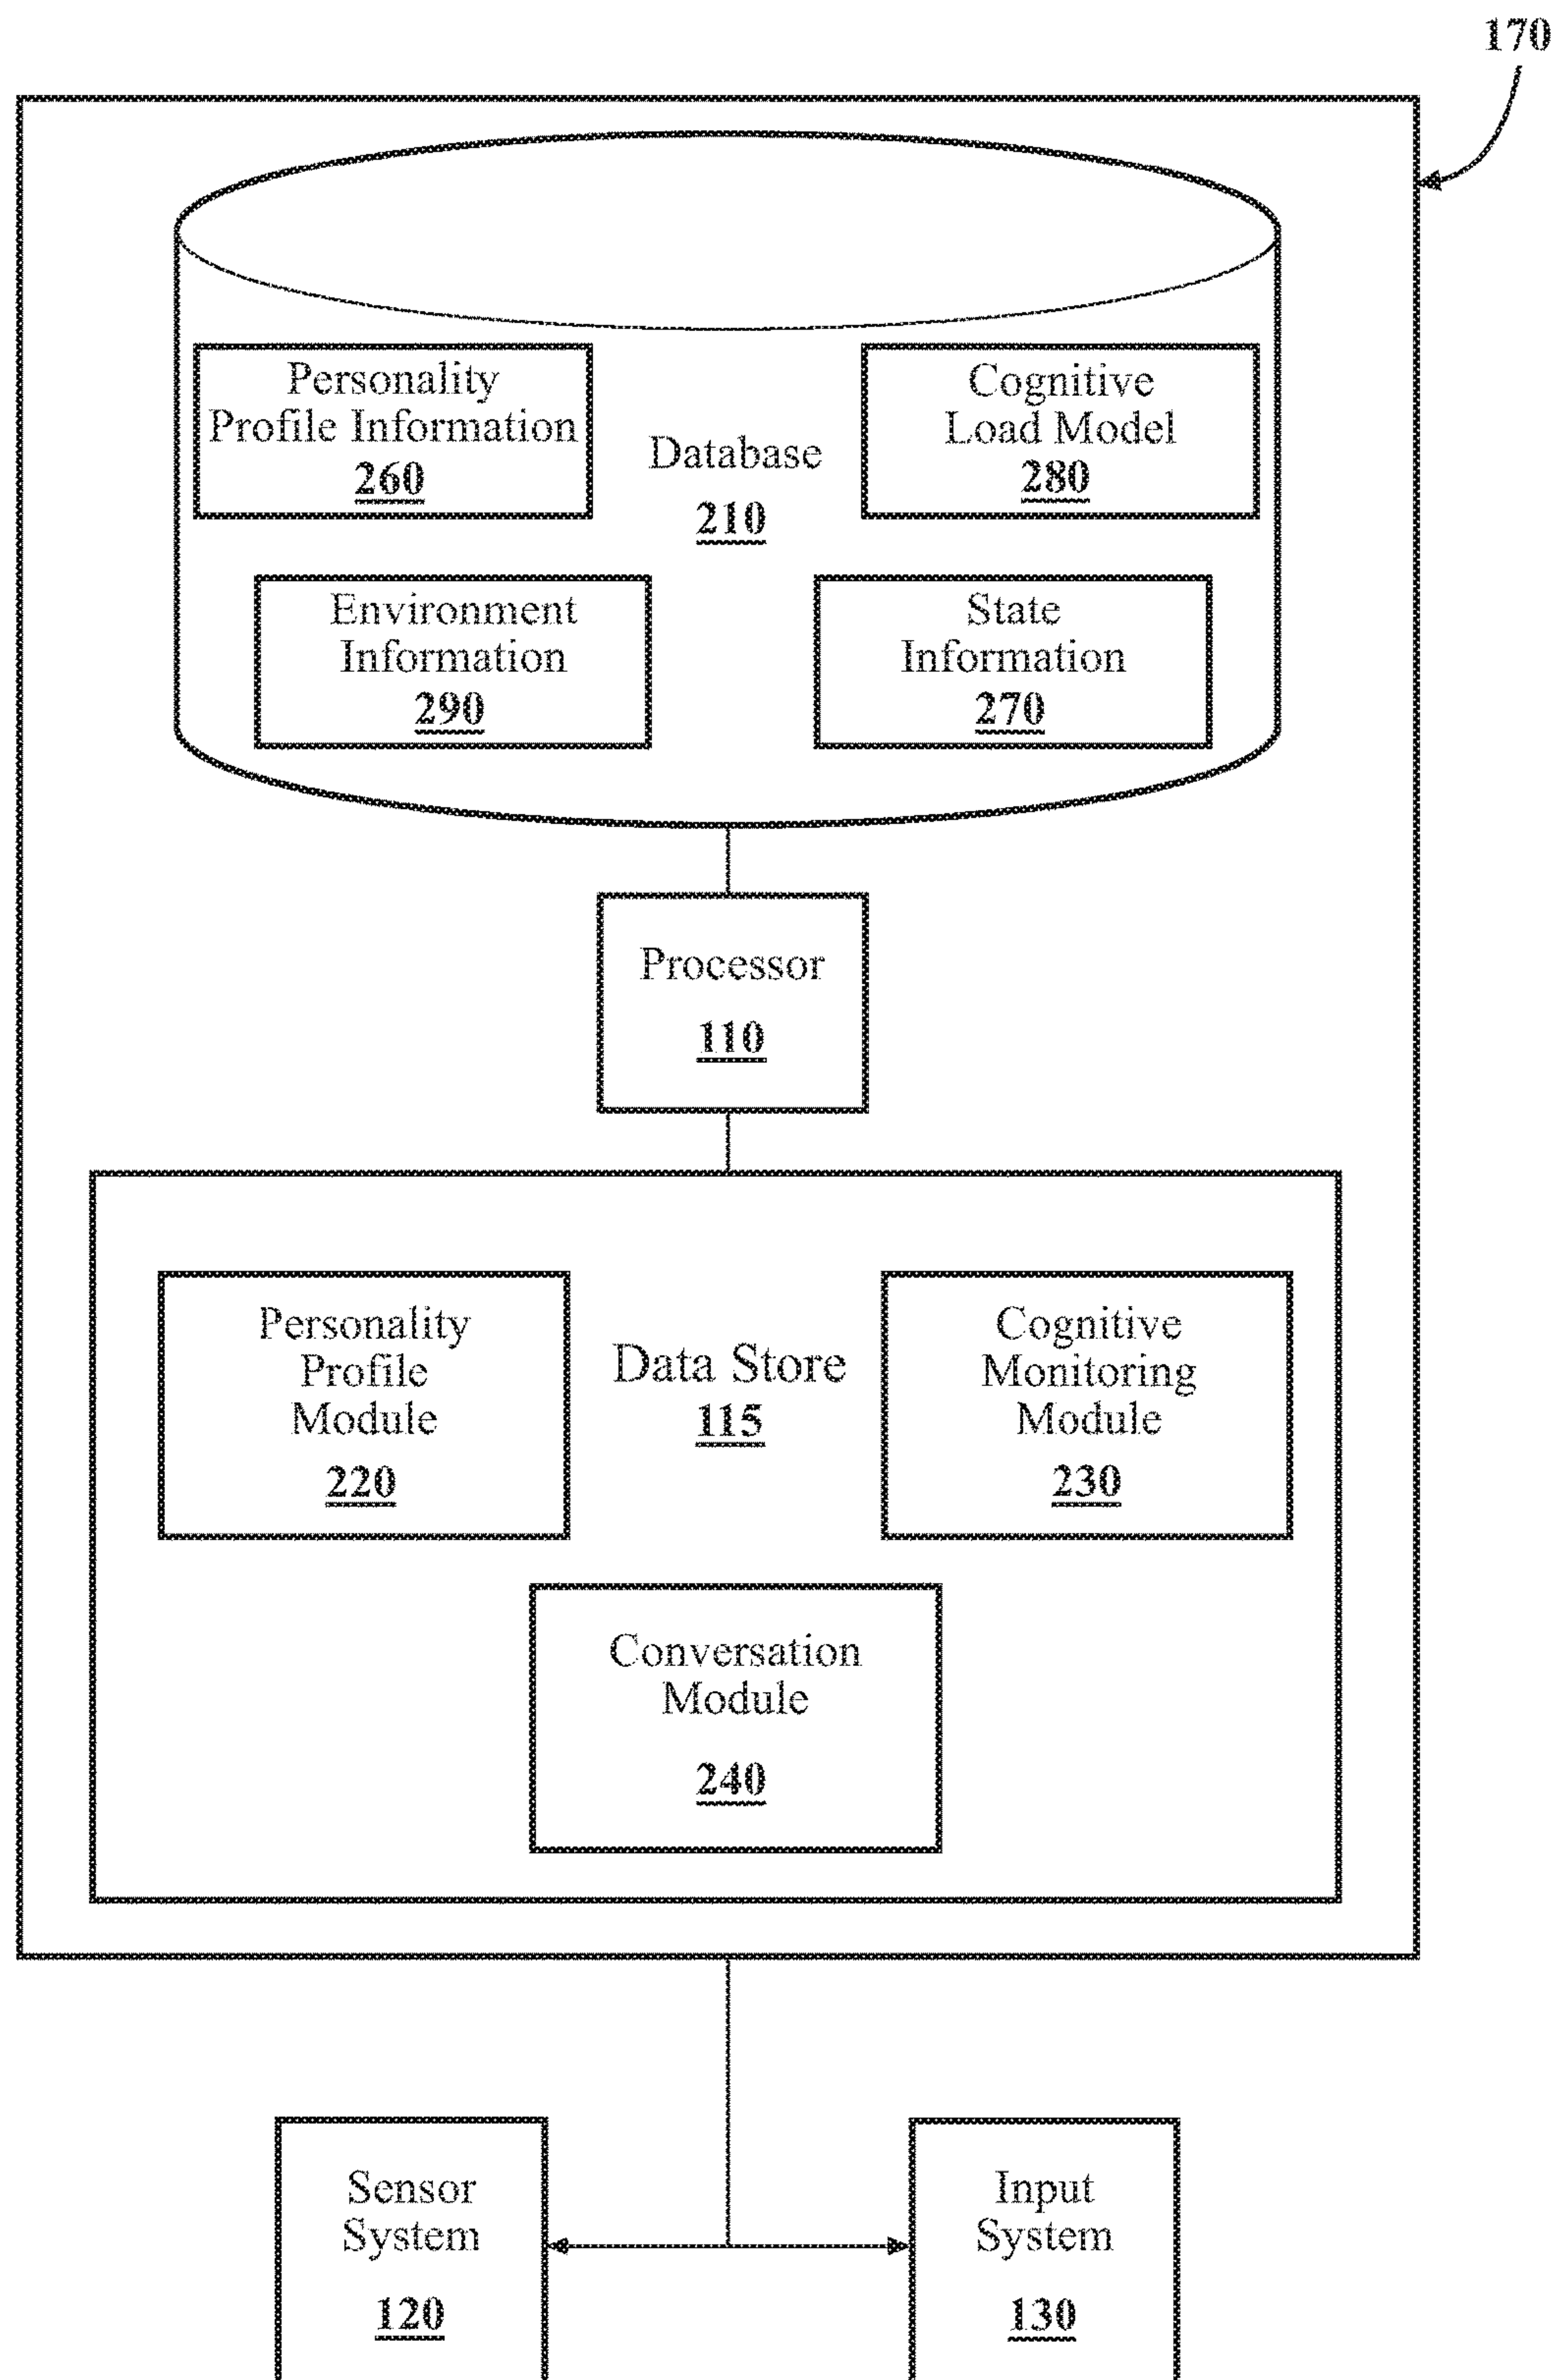 170
Personality
Profile Information
260
Cognitive
Load Model
280
Database
210
Environment
Information
290
State
Information
270
Processor
110
Personality
Profile
Module
220
Data Store
115
Cognitive
Monitoring
Module
230
Conversation
Module
240
Sensor
System
120
Input
System
130